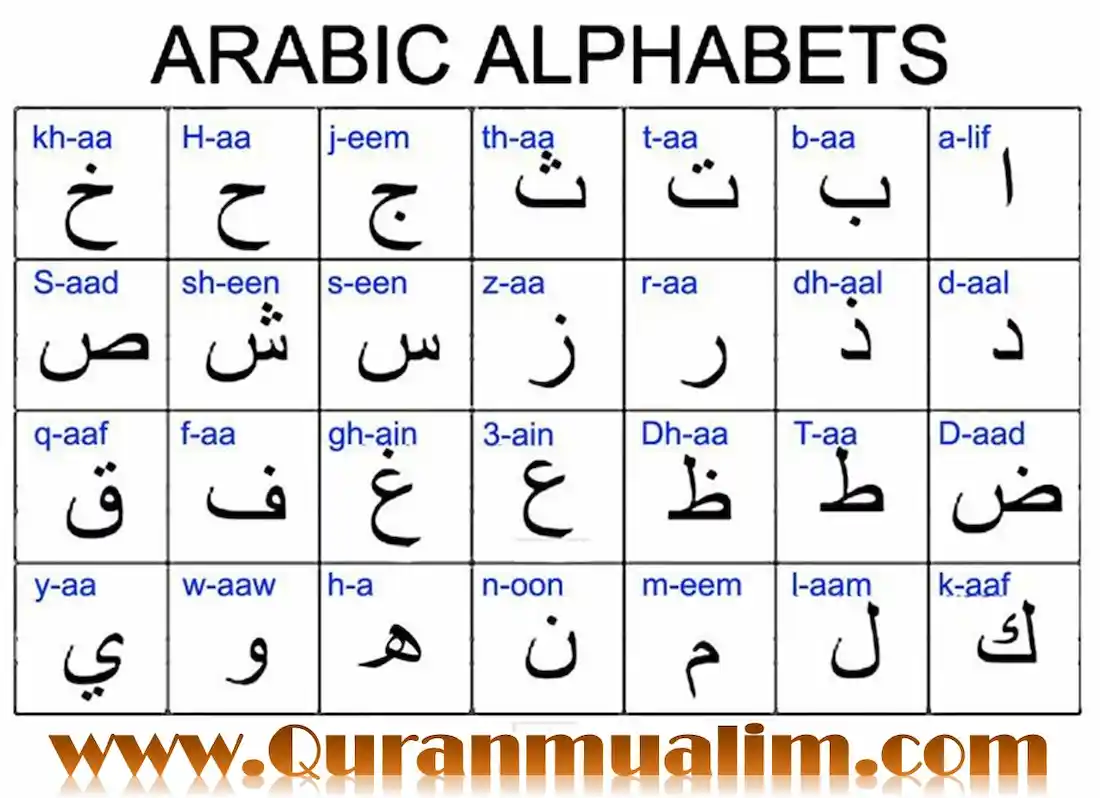 ARABIC ALPHABETS
kh-aa H-aa j-eem th-aa t-aa b-aa a-lif
خ ح ج ث ت ب ا
S-aad sh-een s-een z-aa r-aa dh-aal d-aal
ص ش س ز ر ذ د
q-aaf f-aa gh-ain 3-ain Dh-aa T-aa D-aad
ق ف غ ع ظ ط ض
y-aa w-aaw h-a n-oon m-eem l-aam k-aaf
ي و ه ن م ل ك
www.Quranmualim.com